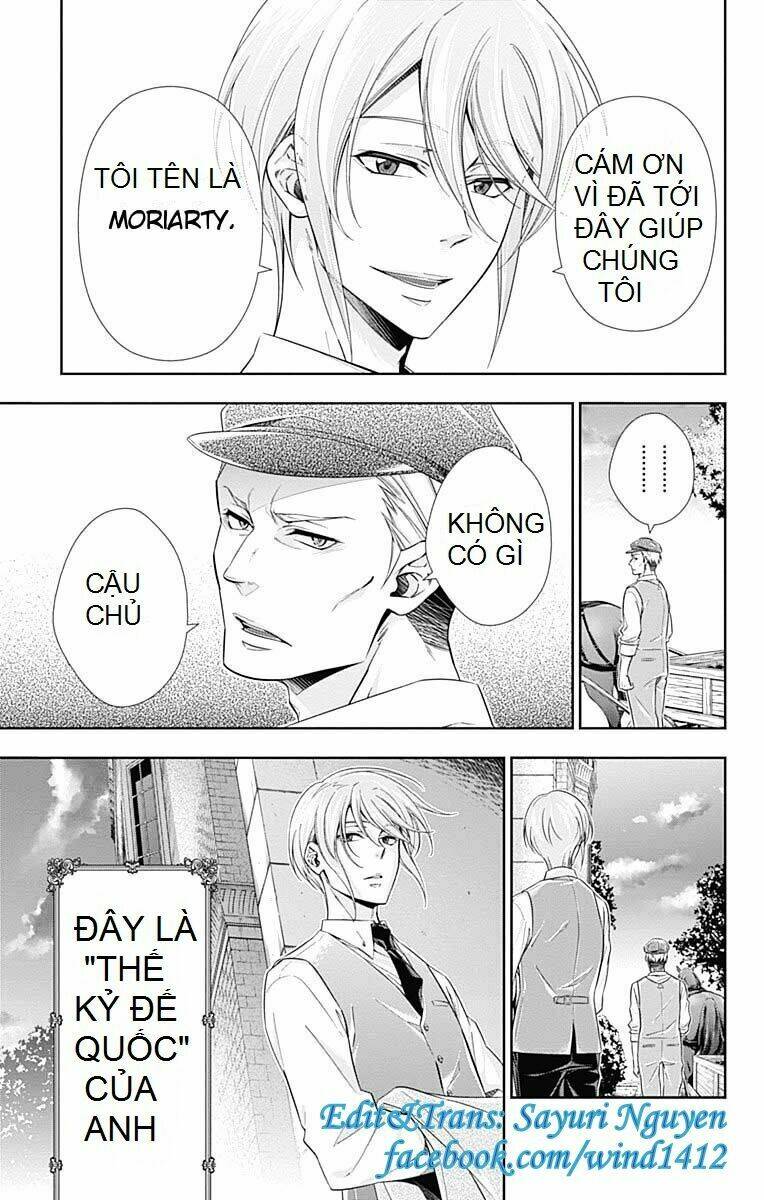 CÁM ƠN
VÌ ĐÃ TỚI
ĐÂY GIÚP
CHÚNG
TÔI
TÔI TÊN LÀ
MORIARTY.
......
KHÔNG
CÓ GÌ
CẬU
CHỦ
ĐÂY LÀ
"THẾ
KỶ ĐẾ
QUỐC"
CỦA
ANH
Edit&Trans: Sayuri Nguyen
facebook.com/wind1412